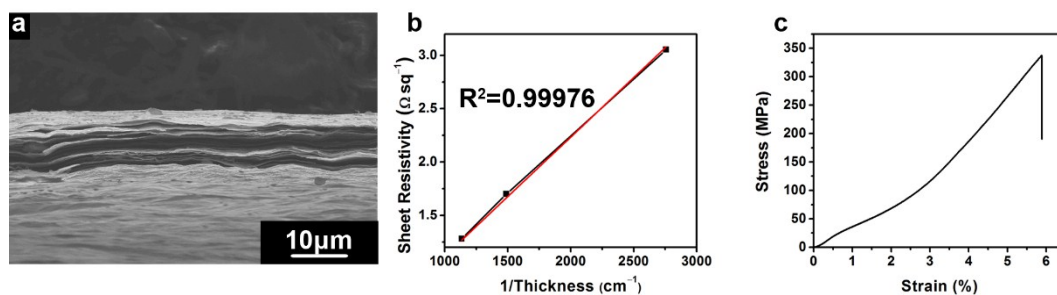 a
10μm
b
Sheet Resistivity (Ω sq⁻¹)
3.0
2.5
2.0
1.5
R²=0.99976
1000 1500 2000 2500 3000
1/Thickness (cm⁻¹)
c
Stress (MPa)
350
300
250
200
150
100
50
0
0 1 2 3 4 5 6
Strain (%)